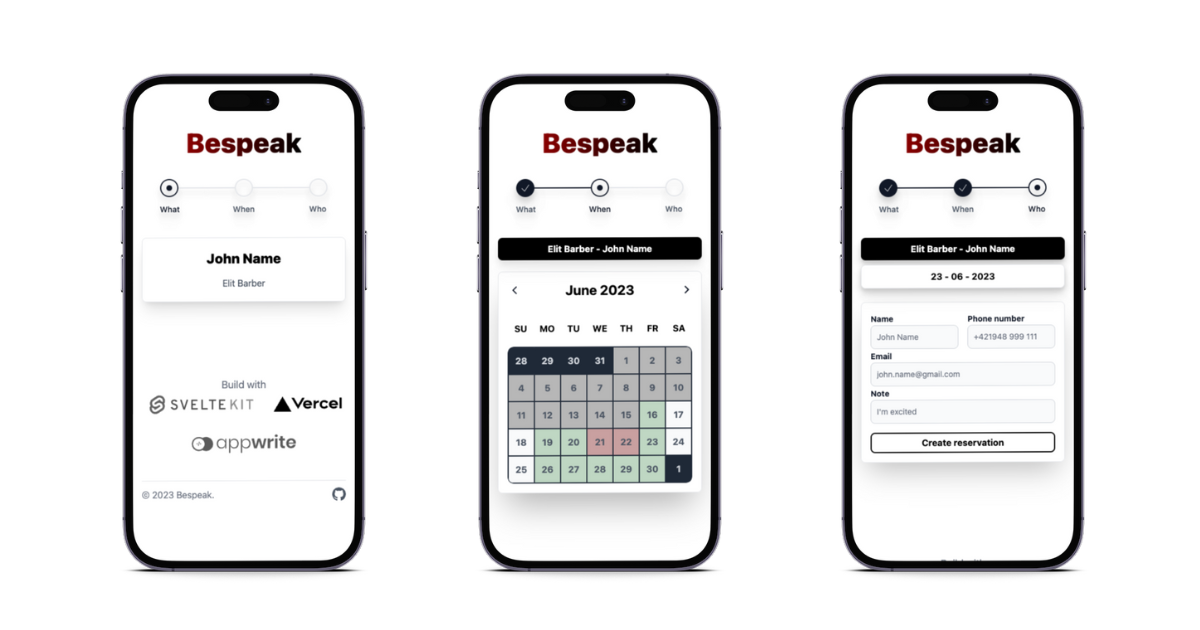 Bespeak
What When Who
John Name
Elit Barber
Build with
SVELTEKIT Vercel
appwrite
© 2023 Bespeak.
Bespeak
What When Who
Elit Barber - John Name
June 2023
SU MO TU WE TH FR SA
28 29 30 31 1 2 3
4 5 6 7 8 9 10
11 12 13 14 15 16 17
18 19 20 21 22 23 24
25 26 27 28 29 30 1
Bespeak
What When Who
Elit Barber - John Name
23 - 06 - 2023
Name Phone number
John Name +421948 999 111
Email
john.name@gmail.com
Note
I'm excited
Create reservation